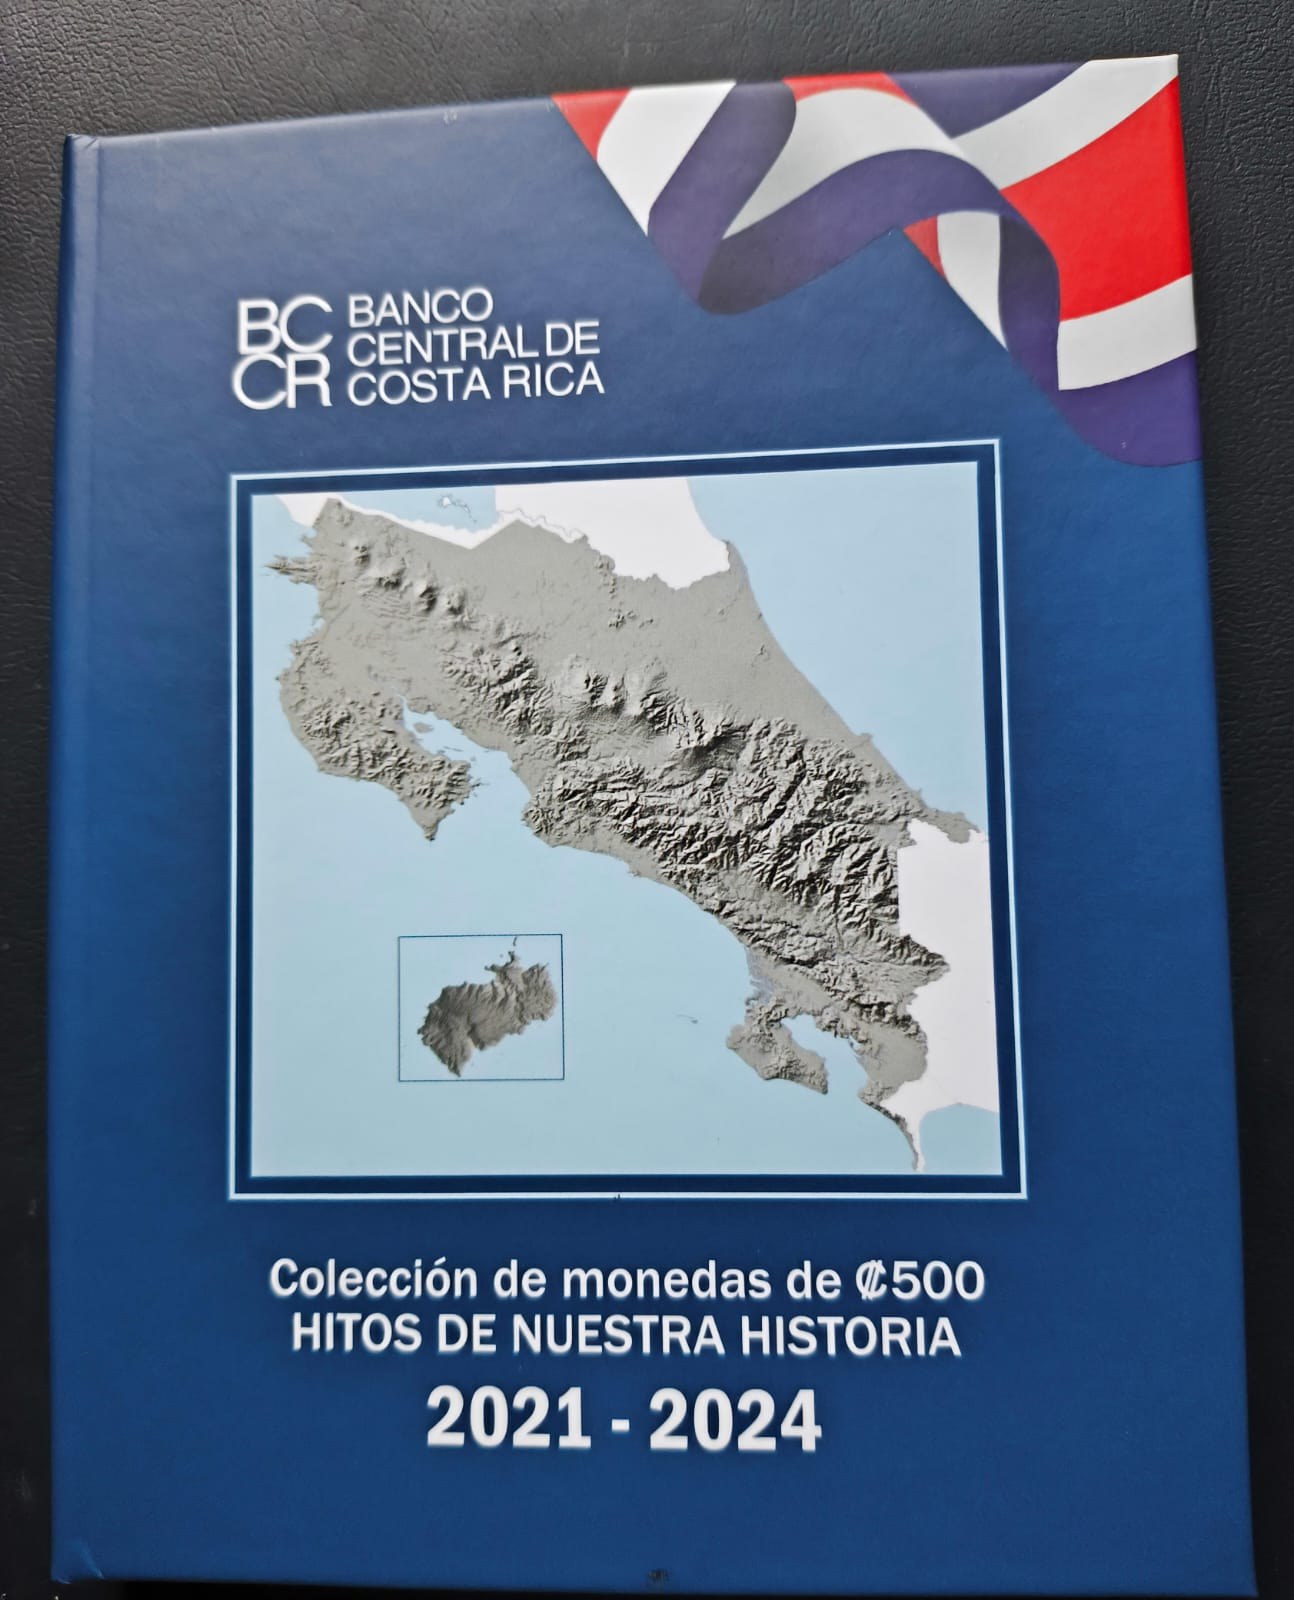 BC
CR
BANCO
CENTRAL DE
COSTA RICA
Colección de monedas de ₡500
HITOS DE NUESTRA HISTORIA
2021 - 2024